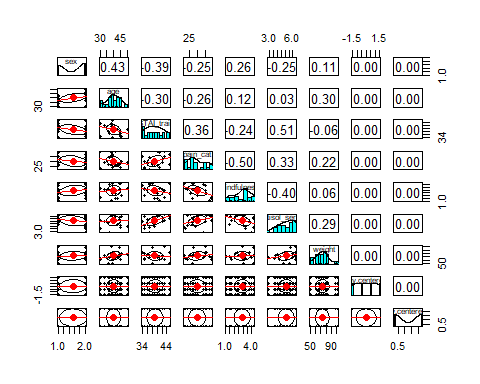 30 45 25 3.0 6.0 -1.5 1.5
sex 0.43 -0.39 -0.25 0.26 -0.25 0.11 0.00 0.00 1.0
30 age -0.30 -0.26 0.12 0.03 0.30 0.00 0.00
0.36 -0.24 0.51 -0.06 0.00 0.00 34
25 -0.50 0.33 0.22 0.00 0.00
-0.40 0.06 0.00 0.00 1.0
3.0 0.29 0.00 0.00
weight 0.00 0.00 50
-1.5 0.00
0.5
1.0 2.0 34 44 1.0 4.0 50 90 0.5